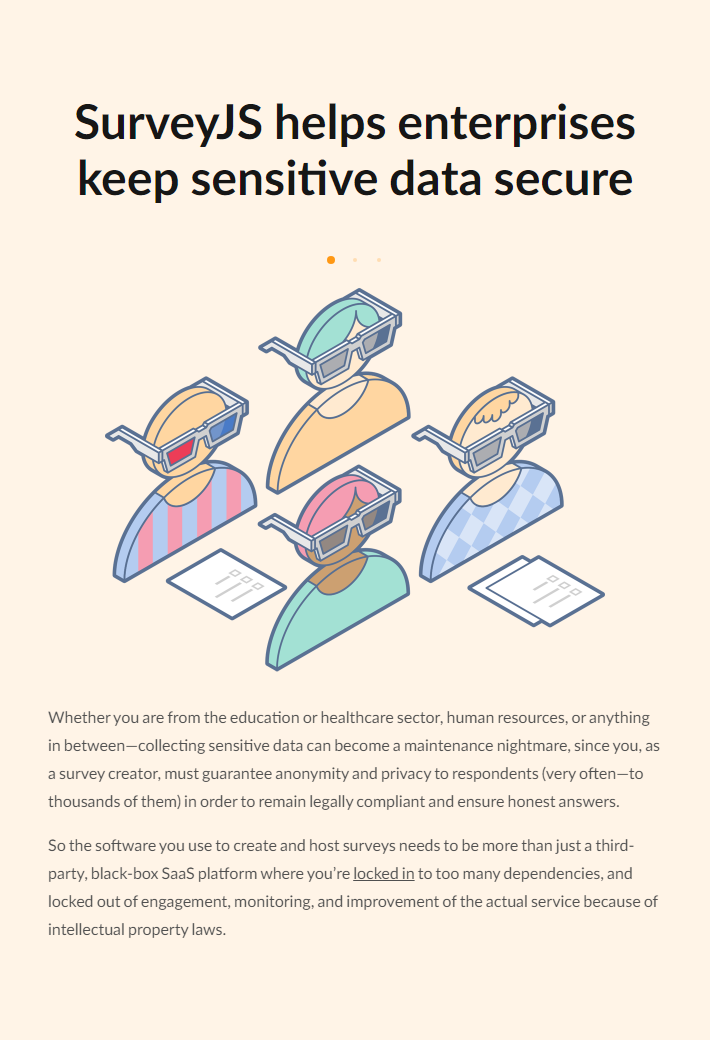 SurveyJS helps enterprises
keep sensitive data secure
Whether you are from the education or healthcare sector, human resources, or anything
in between—collecting sensitive data can become a maintenance nightmare, since you, as
a survey creator, must guarantee anonymity and privacy to respondents (very often—to
thousands of them) in order to remain legally compliant and ensure honest answers.
So the software you use to create and host surveys needs to be more than just a third-
party, black-box SaaS platform where you’re locked in to too many dependencies, and
locked out of engagement, monitoring, and improvement of the actual service because of
intellectual property laws.